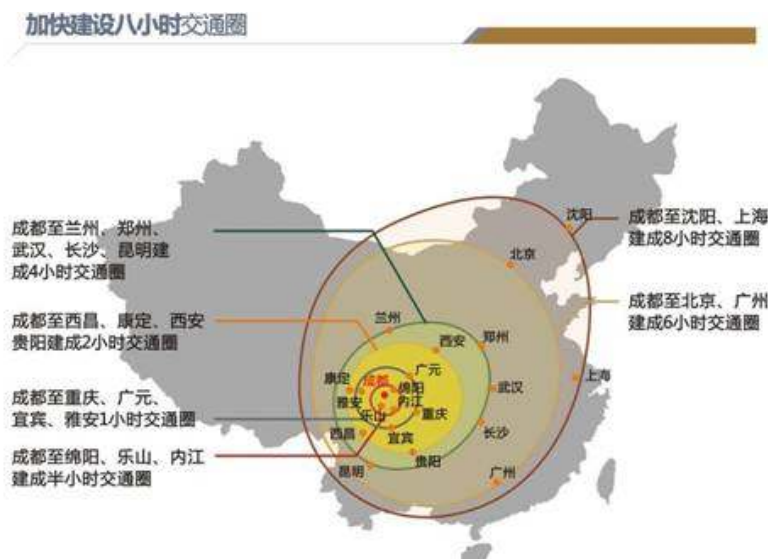 加快建设八小时交通圈
成都至兰州、郑州、
武汉、长沙、昆明建
成4小时交通圈
成都至西昌、康定、西安
贵阳建成2小时交通圈
成都至重庆、广元、
宜宾、雅安1小时交通圈
成都至绵阳、乐山、内江
建成半小时交通圈
成都至沈阳、上海
建成8小时交通圈
成都至北京、广州
建成6小时交通圈
沈阳
北京
兰州
郑州
西安
广元
康定
成都
绵阳
武汉
上海
雅安
内江
乐山
重庆
西昌
宜宾
长沙
昆明
贵阳
广州